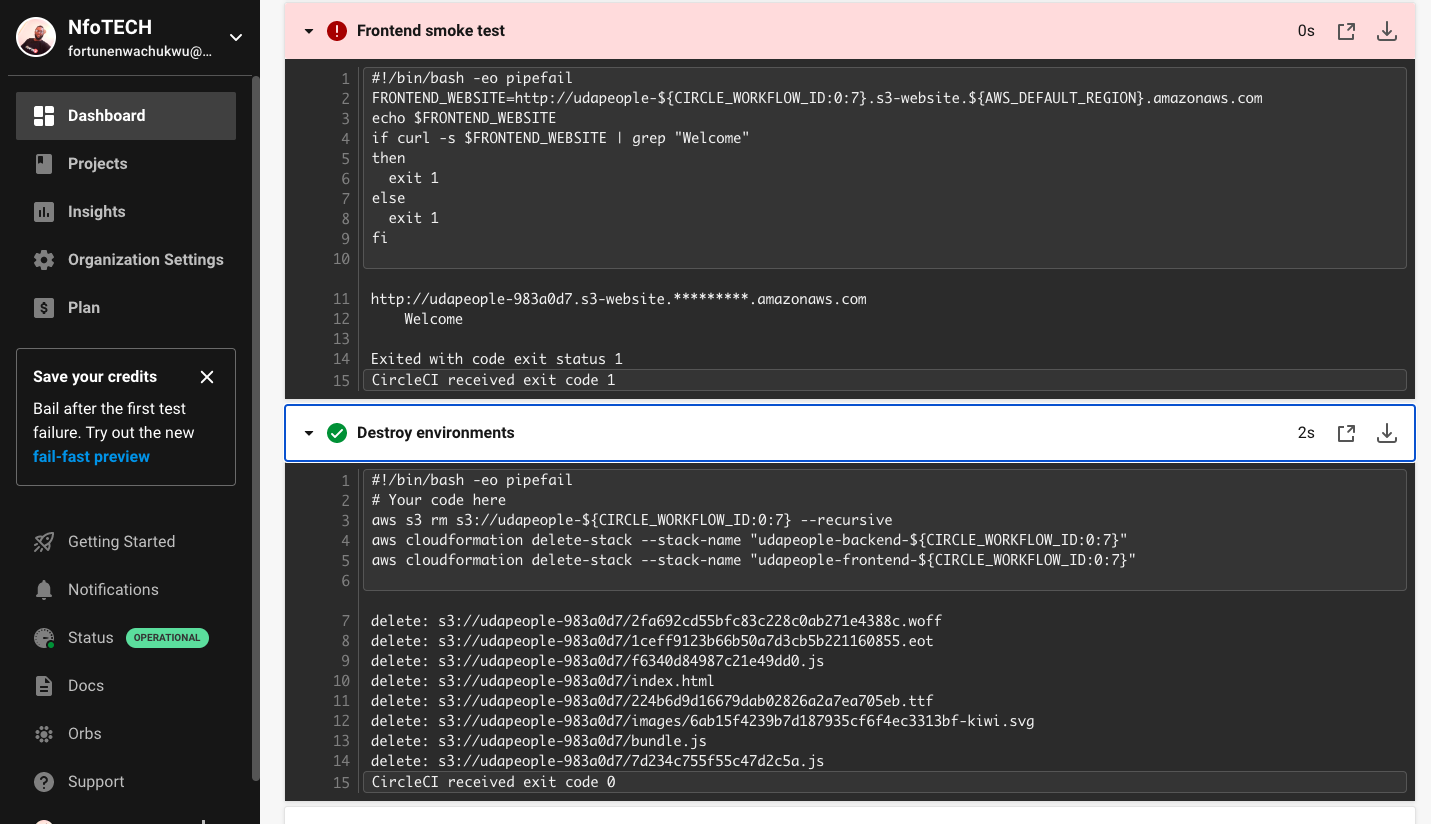 NfoTECH
fortunenwachukwu@...
Dashboard
Projects
Insights
Organization Settings
Plan
Save your credits
Bail after the first test
failure. Try out the new
fail-fast preview
Getting Started
Notifications
Status OPERATIONAL
Docs
Orbs
Support
Frontend smoke test 0s
1 #!/bin/bash -eo pipefail
2 FRONTEND_WEBSITE=http://udapeople-${CIRCLE_WORKFLOW_ID:0:7}.s3-website.${AWS_DEFAULT_REGION}.amazonaws.com
3 echo $FRONTEND_WEBSITE
4 if curl -s $FRONTEND_WEBSITE | grep "Welcome"
5 then
6   exit 1
7 else
8   exit 1
9 fi
10
11 http://udapeople-983a0d7.s3-website.*********.amazonaws.com
12     Welcome
13
14 Exited with code exit status 1
15 CircleCI received exit code 1
Destroy environments 2s
1 #!/bin/bash -eo pipefail
2 # Your code here
3 aws s3 rm s3://udapeople-${CIRCLE_WORKFLOW_ID:0:7} --recursive
4 aws cloudformation delete-stack --stack-name "udapeople-backend-${CIRCLE_WORKFLOW_ID:0:7}"
5 aws cloudformation delete-stack --stack-name "udapeople-frontend-${CIRCLE_WORKFLOW_ID:0:7}"
6
7 delete: s3://udapeople-983a0d7/2fa692cd55bfc83c228c0ab271e4388c.woff
8 delete: s3://udapeople-983a0d7/1ceff9123b66b50a7d3cb5b221160855.eot
9 delete: s3://udapeople-983a0d7/f6340d84987c21e49dd0.js
10 delete: s3://udapeople-983a0d7/index.html
11 delete: s3://udapeople-983a0d7/224b6d9d16679dab02826a2a7ea705eb.ttf
12 delete: s3://udapeople-983a0d7/images/6ab15f4239b7d187935cf6f4ec3313bf-kiwi.svg
13 delete: s3://udapeople-983a0d7/bundle.js
14 delete: s3://udapeople-983a0d7/7d234c755f55c47d2c5a.js
15 CircleCI received exit code 0